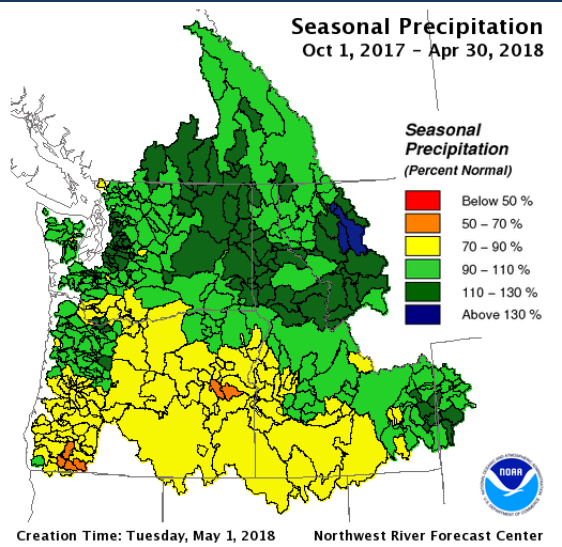 Seasonal Precipitation
Oct 1, 2017 – Apr 30, 2018
Seasonal
Precipitation
(Percent Normal)
Below 50 %
50 – 70 %
70 – 90 %
90 – 110 %
110 – 130 %
Above 130 %
NOAA
Creation Time: Tuesday, May 1, 2018
Northwest River Forecast Center